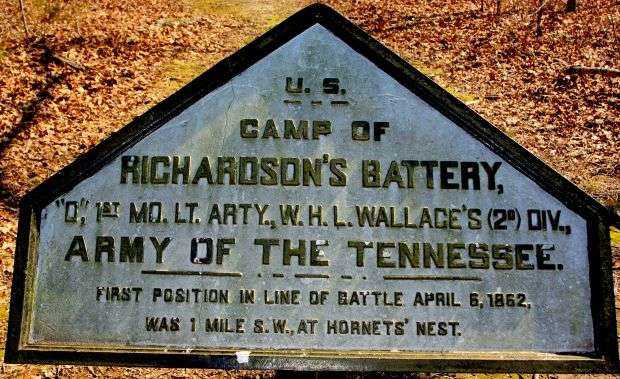 U. S.
CAMP OF
RICHARDSON'S BATTERY,
"D", 1ST MO. LT. ARTY., W. H. L. WALLACE'S (2D) DIV.,
ARMY OF THE TENNESSEE.
FIRST POSITION IN LINE OF BATTLE APRIL 6, 1862,
WAS 1 MILE S.W., AT HORNETS' NEST.